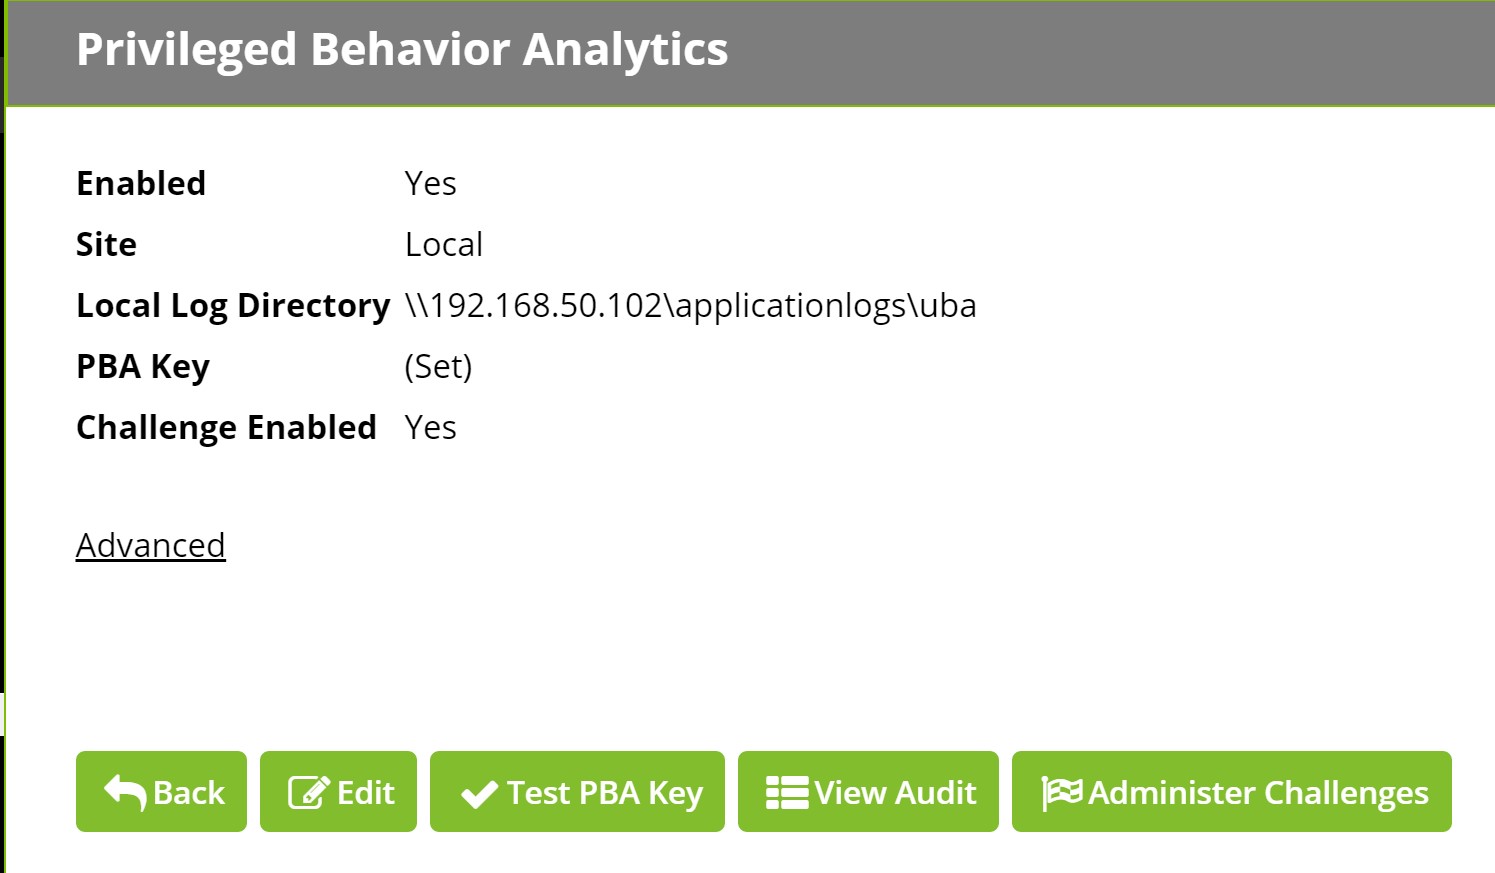 Privileged Behavior Analytics
Enabled Yes
Site Local
Local Log Directory \\192.168.50.102\applicationlogs\uba
PBA Key (Set)
Challenge Enabled Yes
Advanced
Back Edit Test PBA Key View Audit Administer Challenges